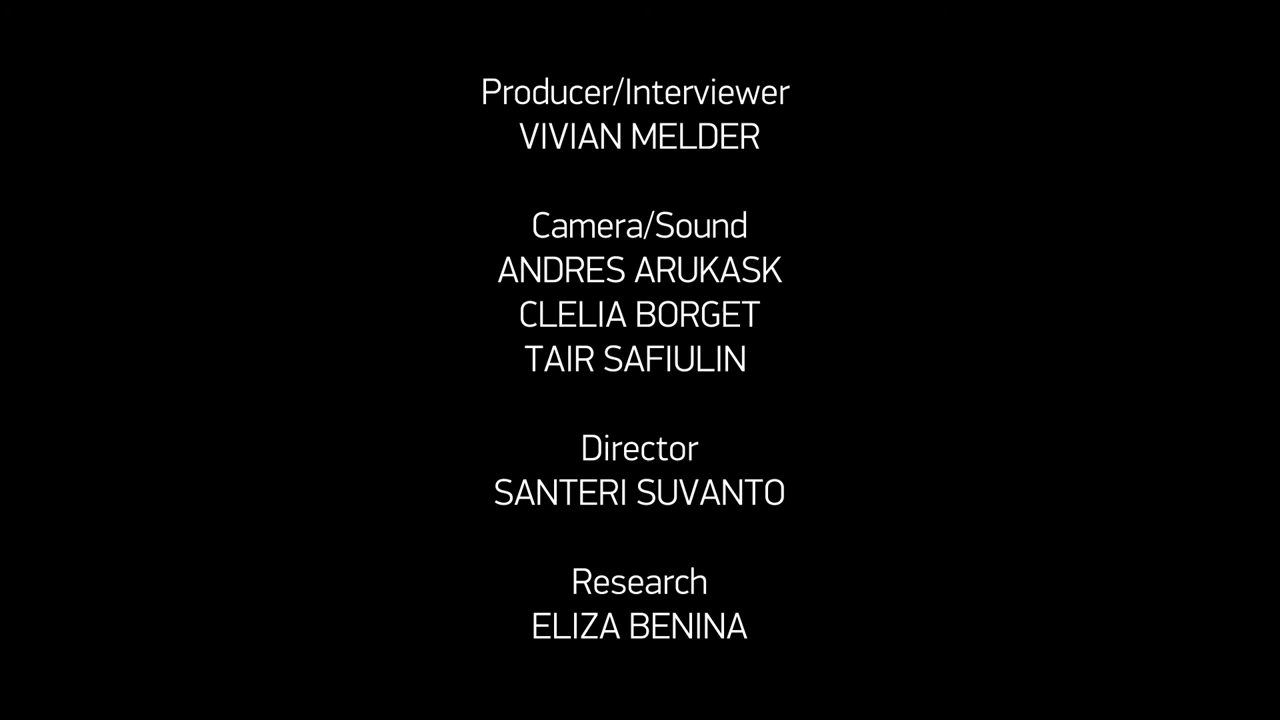 Producer/Interviewer
VIVIAN MELDER
Camera/Sound
ANDRES ARUKASK
CLELIA BORGET
TAIR SAFIULIN
Director
SANTERI SUVANTO
Research
ELIZA BENINA